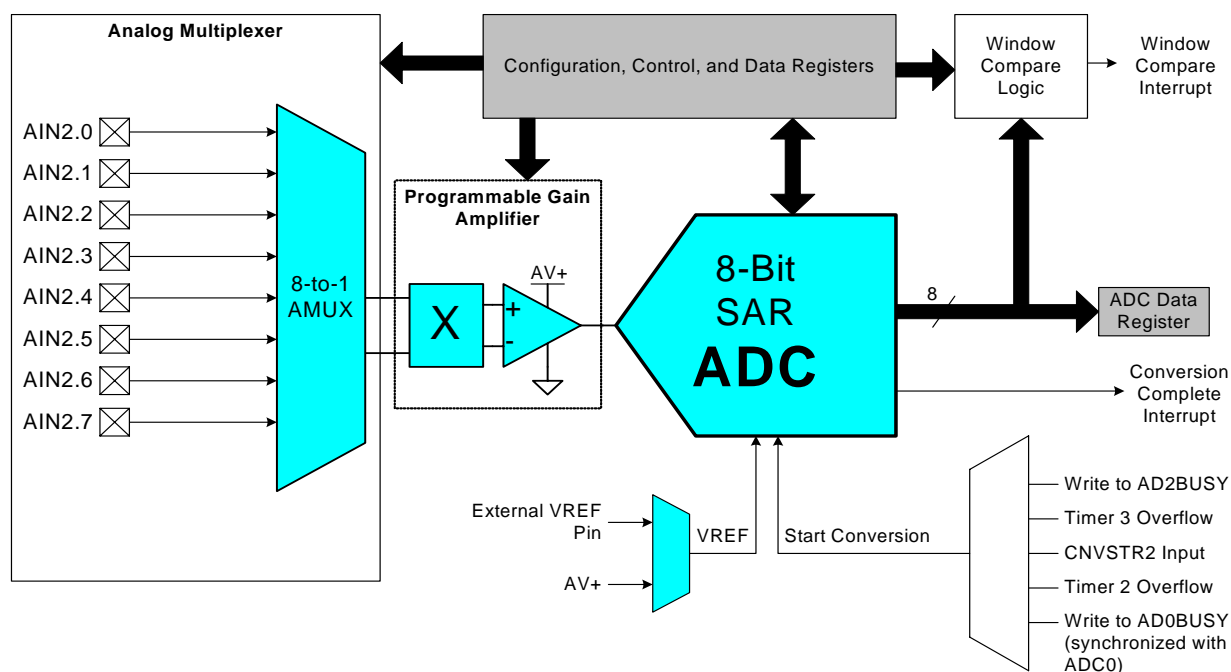 Analog Multiplexer
AIN2.0
AIN2.1
AIN2.2
AIN2.3
AIN2.4
AIN2.5
AIN2.6
AIN2.7
8-to-1
AMUX
Configuration, Control, and Data Registers
Window
Compare
Logic
Window
Compare
Interrupt
Programmable Gain
Amplifier
X
+
-
AV+
8-Bit
SAR
ADC
8
ADC Data
Register
Conversion
Complete
Interrupt
External VREF
Pin
AV+
VREF
Start Conversion
Write to AD2BUSY
Timer 3 Overflow
CNVSTR2 Input
Timer 2 Overflow
Write to AD0BUSY
(synchronized with
ADC0)